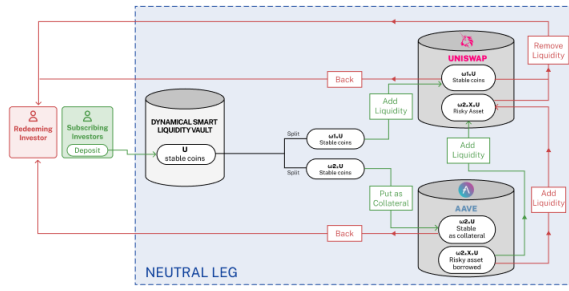 UNISWAP
ω1.U
Stable coins
ω2.X.U
Risky Asset
Remove
Liquidity
Back
Add
Liquidity
Redeeming
Investor
Subscribing
Investors
Deposit
DYNAMICAL SMART
LIQUIDITY VAULT
U
stable coins
Split
ω1.U
Stable coins
Split
ω2.U
Stable coins
Add
Liquidity
Put as
Collateral
AAVE
Add
Liquidity
ω2.U
Stable
as collateral
Back
ω2.X.U
Risky asset
borrowed
NEUTRAL LEG